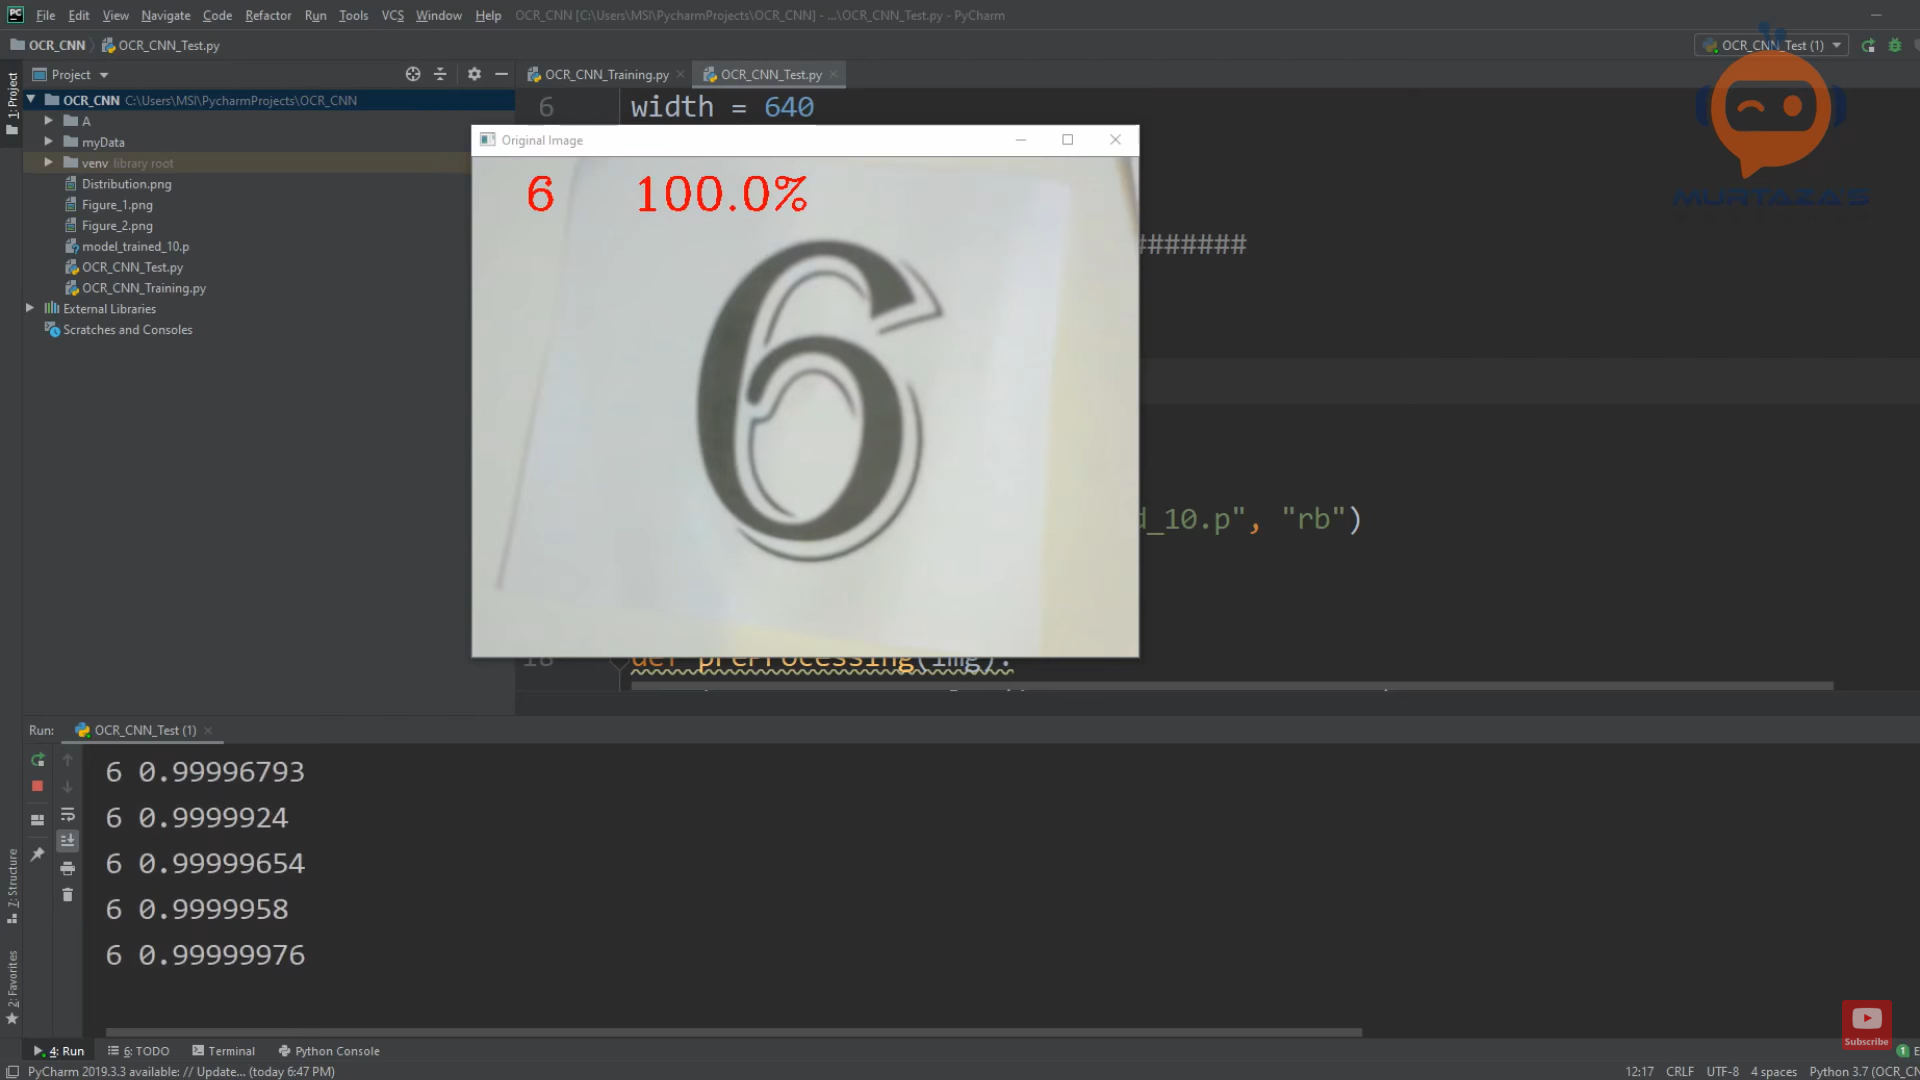 File Edit View Navigate Code Refactor Run Tools VCS Window Help OCR_CNN [C:\Users\MSI\PycharmProjects\OCR_CNN] - ...\OCR_CNN_Test.py - PyCharm
OCR_CNN OCR_CNN_Test.py OCR_CNN_Test (1)
1: Project
Project OCR_CNN_Training.py OCR_CNN_Test.py
OCR_CNN C:\Users\MSI\PycharmProjects\OCR_CNN
A
myData
venv library root
Distribution.png
Figure_1.png
Figure_2.png
model_trained_10.p
OCR_CNN_Test.py
OCR_CNN_Training.py
External Libraries
Scratches and Consoles
6 width = 640
Original Image
6 100.0%
6
MURTAZA'S
#######
d_10.p", "rb")
18 def preProcessing(img):
Run: OCR_CNN_Test (1)
6 0.99996793
6 0.9999924
6 0.99999654
6 0.9999958
6 0.99999976
7: Structure
2: Favorites
Subscribe
4: Run 6: TODO Terminal Python Console 1
PyCharm 2019.3.3 available: // Update... (today 6:47 PM) 12:17 CRLF UTF-8 4 spaces Python 3.7 (OCR_CN